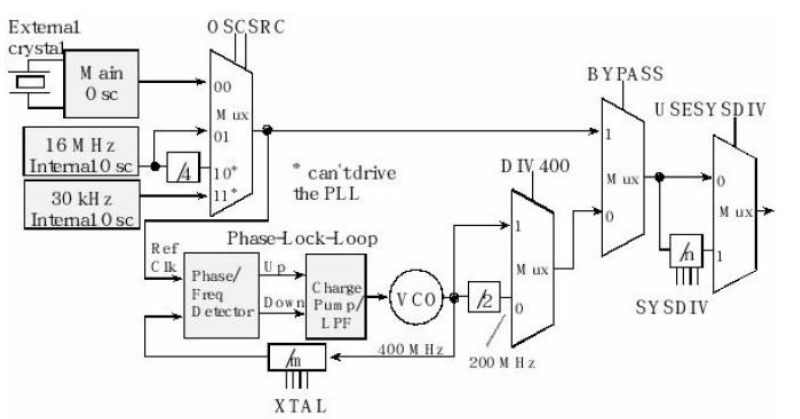 External
crystal
OSCSRC
Main
Osc
00
Mux
01
10*
11*
16 MHz
Internal Osc
/4
30 kHz
Internal Osc
* can't drive
the PLL
BYPASS
1
Mux
0
USESYSDIV
0
Mux
1
/n
SYSDIV
DIV400
1
Mux
0
/2
200 MHz
Phase-Lock-Loop
Ref
Clk
Phase/
Freq
Detector
Up
Down
Charge
Pump/
LPF
VCO
400 MHz
/m
XTAL